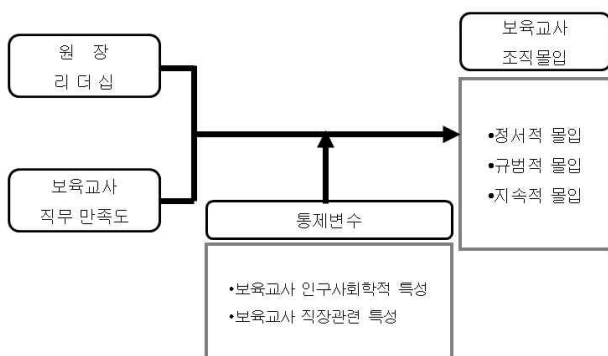 원 장
리 더 십
보육교사
직무 만족도
통제변수
•보육교사 인구사회학적 특성
•보육교사 직장관련 특성
보육교사
조직몰입
•정서적 몰입
•규범적 몰입
•지속적 몰입